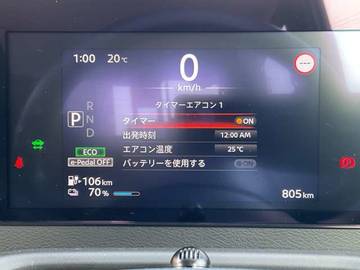 1:00 20℃
0
km/h
タイマーエアコン 1
タイマー ON
出発時刻 12:00 AM
エアコン温度 25℃
バッテリーを使用する ON
P
R
N
D
ECO
e-Pedal OFF
106km
70 %
805km
---